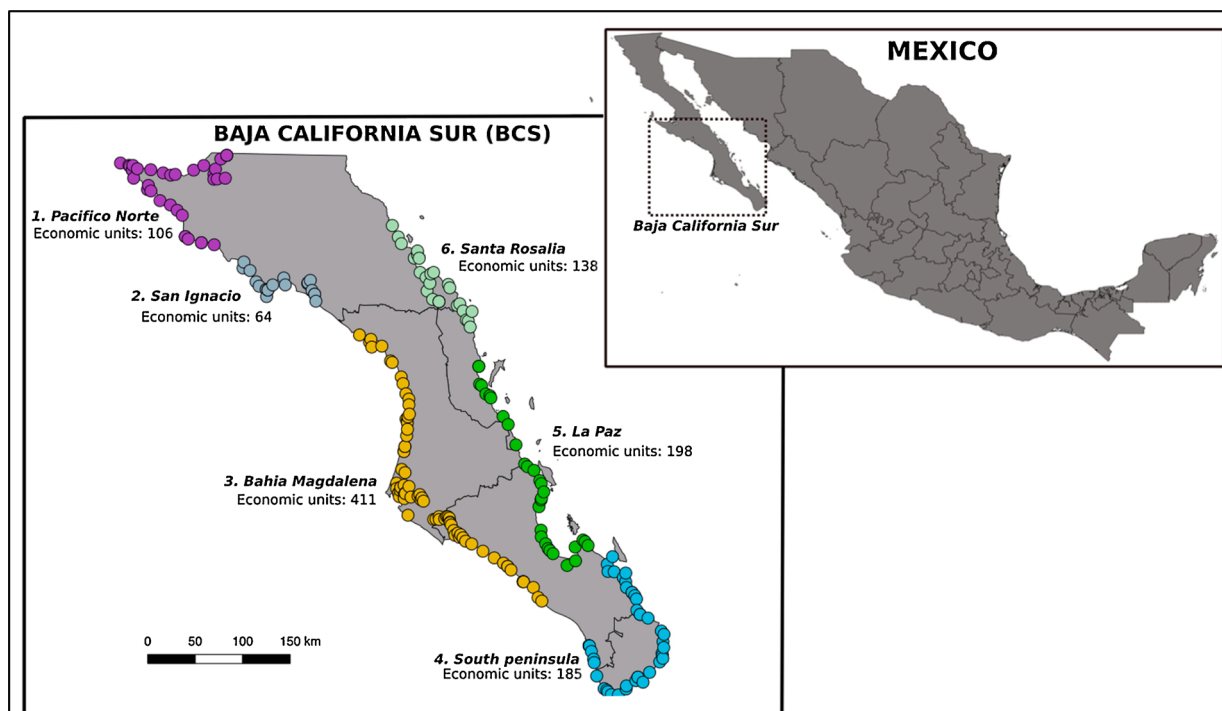 MEXICO
Baja California Sur
BAJA CALIFORNIA SUR (BCS)
1. Pacifico Norte
Economic units: 106
6. Santa Rosalia
Economic units: 138
2. San Ignacio
Economic units: 64
5. La Paz
Economic units: 198
3. Bahia Magdalena
Economic units: 411
0 50 100 150 km
4. South peninsula
Economic units: 185